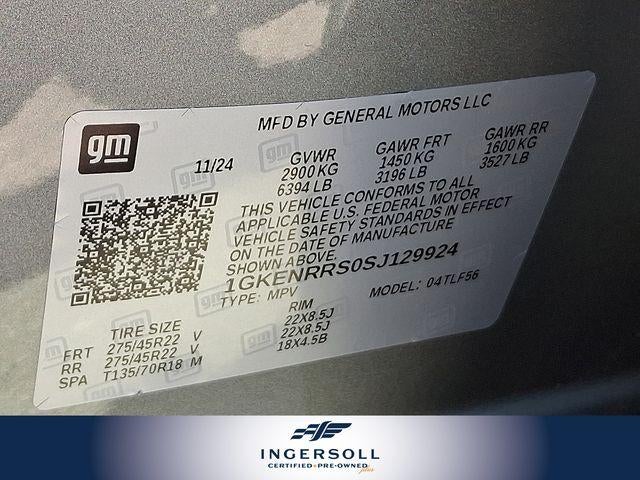 MFD BY GENERAL MOTORS LLC
gm
11/24
GVWR
2900 KG
6394 LB
GAWR FRT
1450 KG
3196 LB
GAWR RR
1600 KG
3527 LB
THIS VEHICLE CONFORMS TO ALL
APPLICABLE U.S. FEDERAL MOTOR
VEHICLE SAFETY STANDARDS IN EFFECT
ON THE DATE OF MANUFACTURE
SHOWN ABOVE.
1GKENRRS0SJ129924
TYPE: MPV MODEL: 04TLF56
TIRE SIZE RIM
FRT 275/45R22 V 22X8.5J
RR 275/45R22 V 22X8.5J
SPA T135/70R18 M 18X4.5B
INGERSOLL
CERTIFIED • PRE-OWNED plus